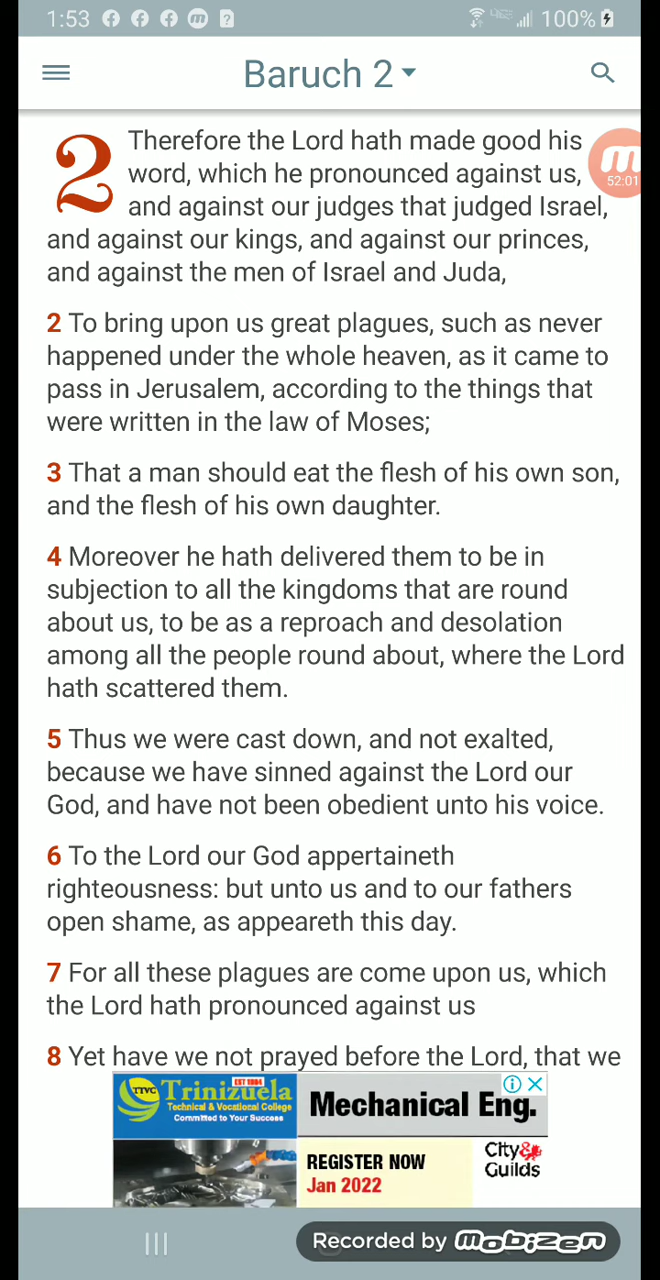 1:53 100%
Baruch 2
2 Therefore the Lord hath made good his
word, which he pronounced against us,
and against our judges that judged Israel,
and against our kings, and against our princes,
and against the men of Israel and Juda,
52:01
2 To bring upon us great plagues, such as never
happened under the whole heaven, as it came to
pass in Jerusalem, according to the things that
were written in the law of Moses;
3 That a man should eat the flesh of his own son,
and the flesh of his own daughter.
4 Moreover he hath delivered them to be in
subjection to all the kingdoms that are round
about us, to be as a reproach and desolation
among all the people round about, where the Lord
hath scattered them.
5 Thus we were cast down, and not exalted,
because we have sinned against the Lord our
God, and have not been obedient unto his voice.
6 To the Lord our God appertaineth
righteousness: but unto us and to our fathers
open shame, as appeareth this day.
7 For all these plagues are come upon us, which
the Lord hath pronounced against us
8 Yet have we not prayed before the Lord, that we
TTVC
EST 1984
Trinizuela
Technical & Vocational College
Committed to Your Success
Mechanical Eng.
REGISTER NOW
Jan 2022
City&
Guilds
Recorded by mobizen